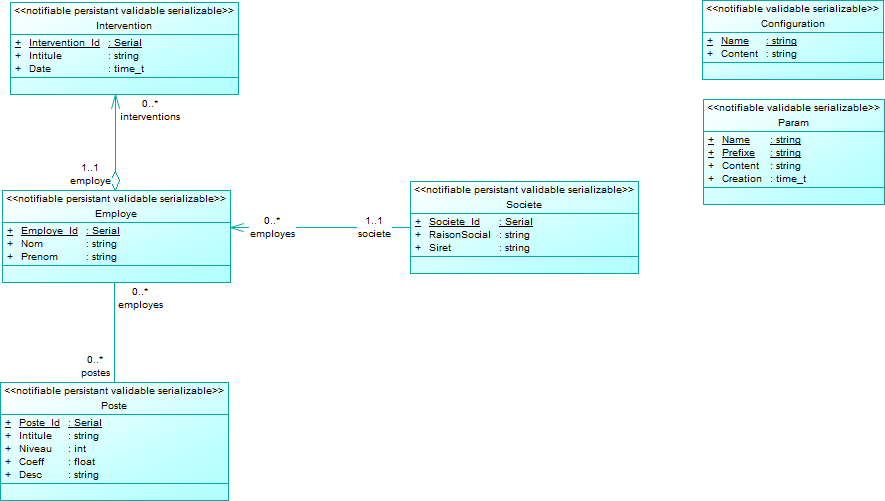 <<notifiable persistant validable serializable>>
Intervention
+ Intervention_Id : Serial
+ Intitule : string
+ Date : time_t
0..*
interventions
1..1
employe
<<notifiable persistant validable serializable>>
Employe
+ Employe_Id : Serial
+ Nom : string
+ Prenom : string
0..*
employes
1..1
societe
<<notifiable persistant validable serializable>>
Societe
+ Societe_Id : Serial
+ RaisonSocial : string
+ Siret : string
0..*
employes
0..*
postes
<<notifiable persistant validable serializable>>
Poste
+ Poste_Id : Serial
+ Intitule : string
+ Niveau : int
+ Coeff : float
+ Desc : string
<<notifiable validable serializable>>
Configuration
+ Name : string
+ Content : string
<<notifiable validable serializable>>
Param
+ Name : string
+ Prefixe : string
+ Content : string
+ Creation : time_t